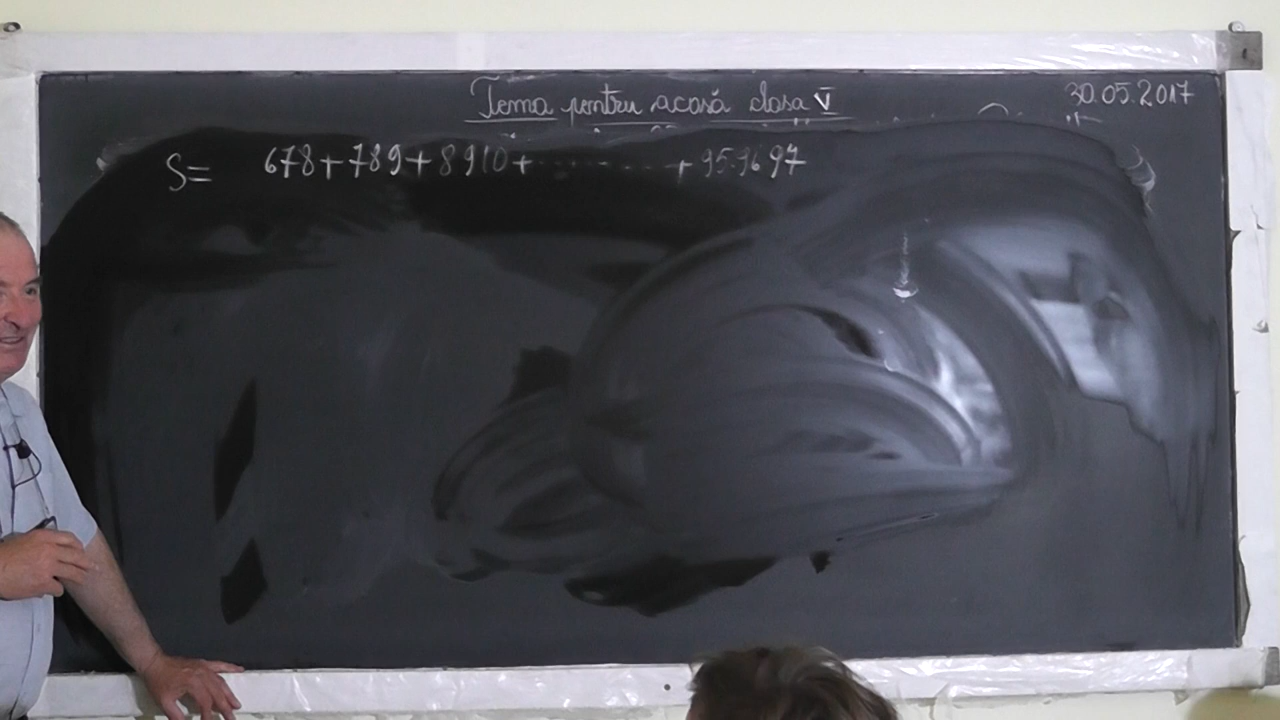 Tema pentru acasă clasa V
30.05.2017
S= 678+789+8910+.........+959697